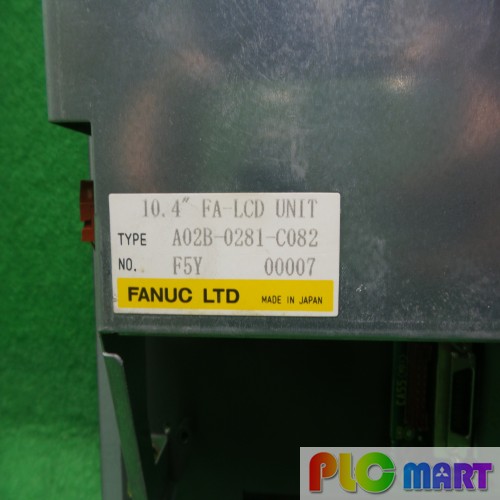 10.4" FA-LCD UNIT
TYPE A02B-0281-C082
NO. F5Y 00007
FANUC LTD MADE IN JAPAN
CA55
PLC MART